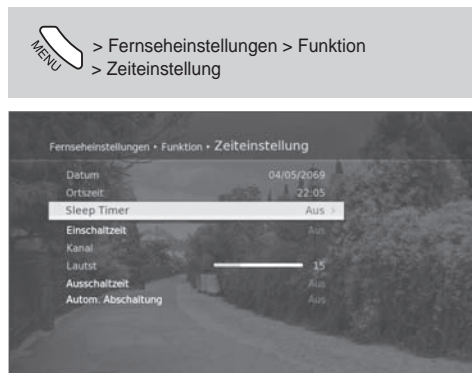 MENU > Fernseheinstellungen > Funktion
> Zeiteinstellung
Fernseheinstellungen • Funktion • Zeiteinstellung
Datum 04/05/2069
Ortszeit 22:05
Sleep Timer Aus >
Einschaltzeit Aus
Kanal
Lautst 15
Ausschaltzeit Aus
Autom. Abschaltung Aus